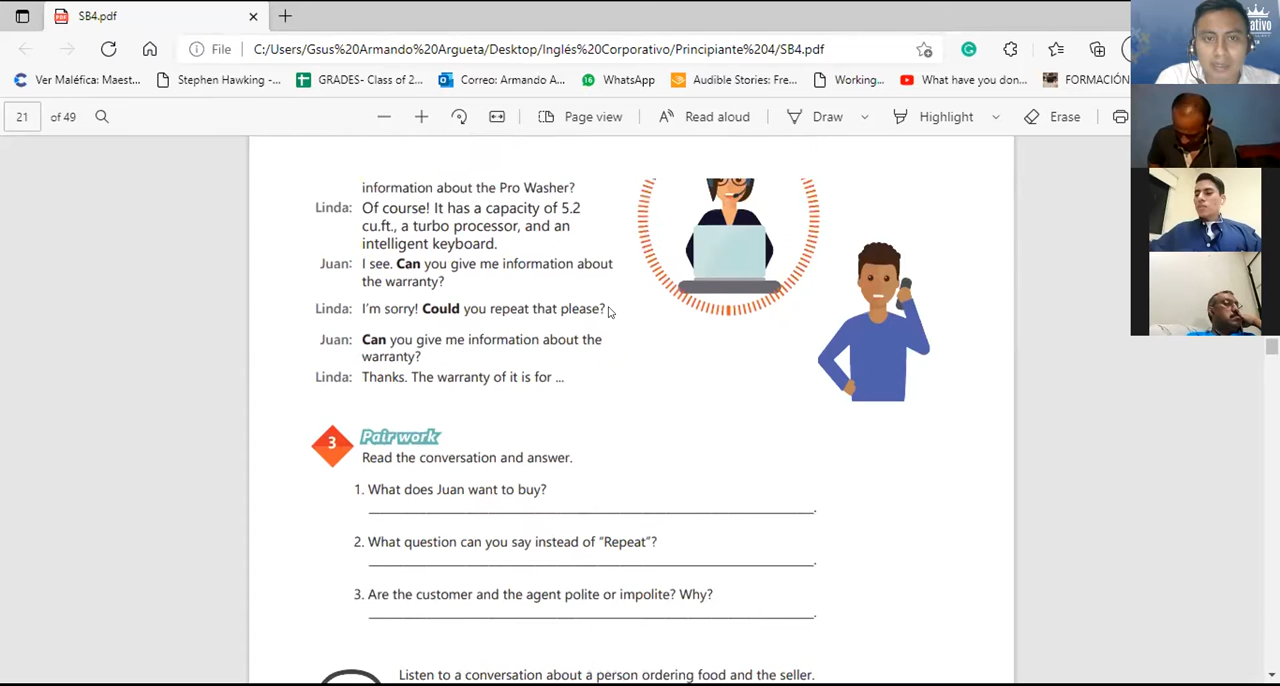 SB4.pdf
File C:/Users/Gsus%20Armando%20Argueta/Desktop/Inglés%20Corporativo/Principiante%204/SB4.pdf
Ver Maléfica: Maest... Stephen Hawking -... GRADES- Class of 2... Correo: Armando A... WhatsApp Audible Stories: Fre... Working... What have you don... FORMACIÓN
21 of 49 Page view Read aloud Draw Highlight Erase
information about the Pro Washer?
Linda: Of course! It has a capacity of 5.2
cu.ft., a turbo processor, and an
intelligent keyboard.
Juan: I see. Can you give me information about
the warranty?
Linda: I'm sorry! Could you repeat that please?
Juan: Can you give me information about the
warranty?
Linda: Thanks. The warranty of it is for ...
3 Pair work
Read the conversation and answer.
1. What does Juan want to buy?
2. What question can you say instead of “Repeat”?
3. Are the customer and the agent polite or impolite? Why?
Listen to a conversation about a person ordering food and the seller.